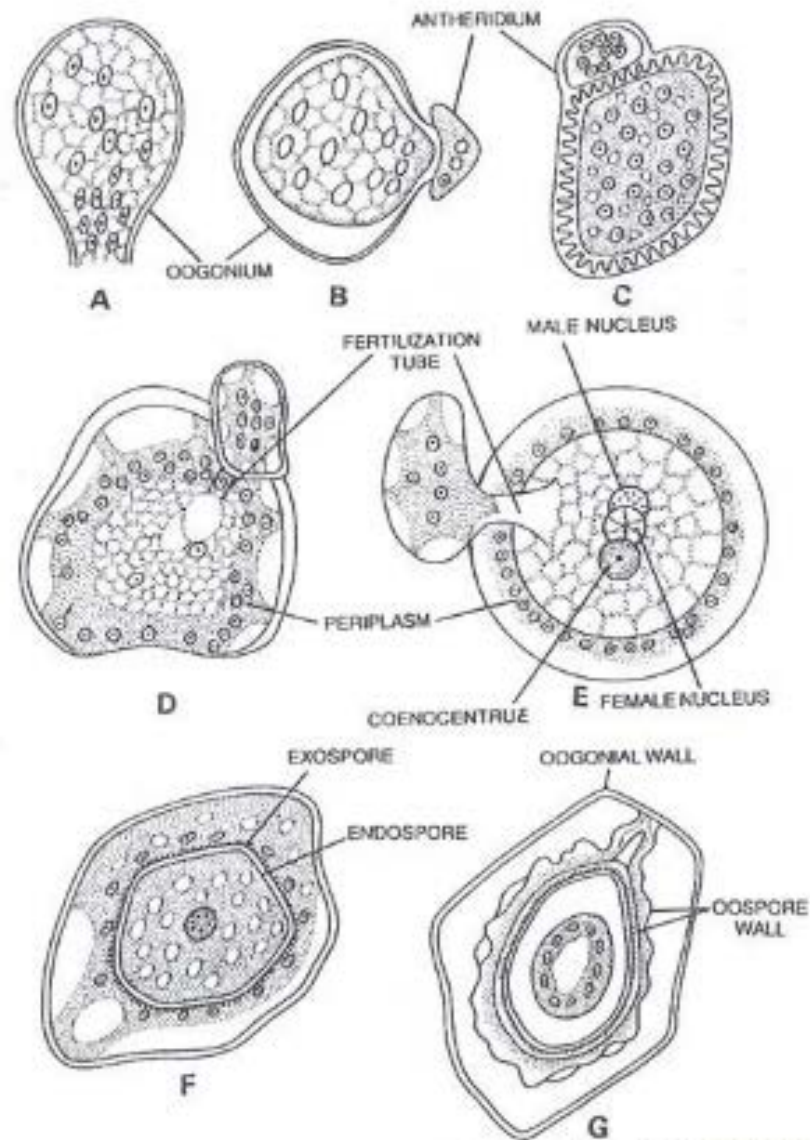 ANTHERIDIUM
OOGONIUM
A
B
C
FERTILIZATION
TUBE
MALE NUCLEUS
PERIPLASM
D
E
FEMALE NUCLEUS
COENOCENTRUE
EXOSPORE
ENDOSPORE
OOGONIAL WALL
OOSPORE
WALL
F
G